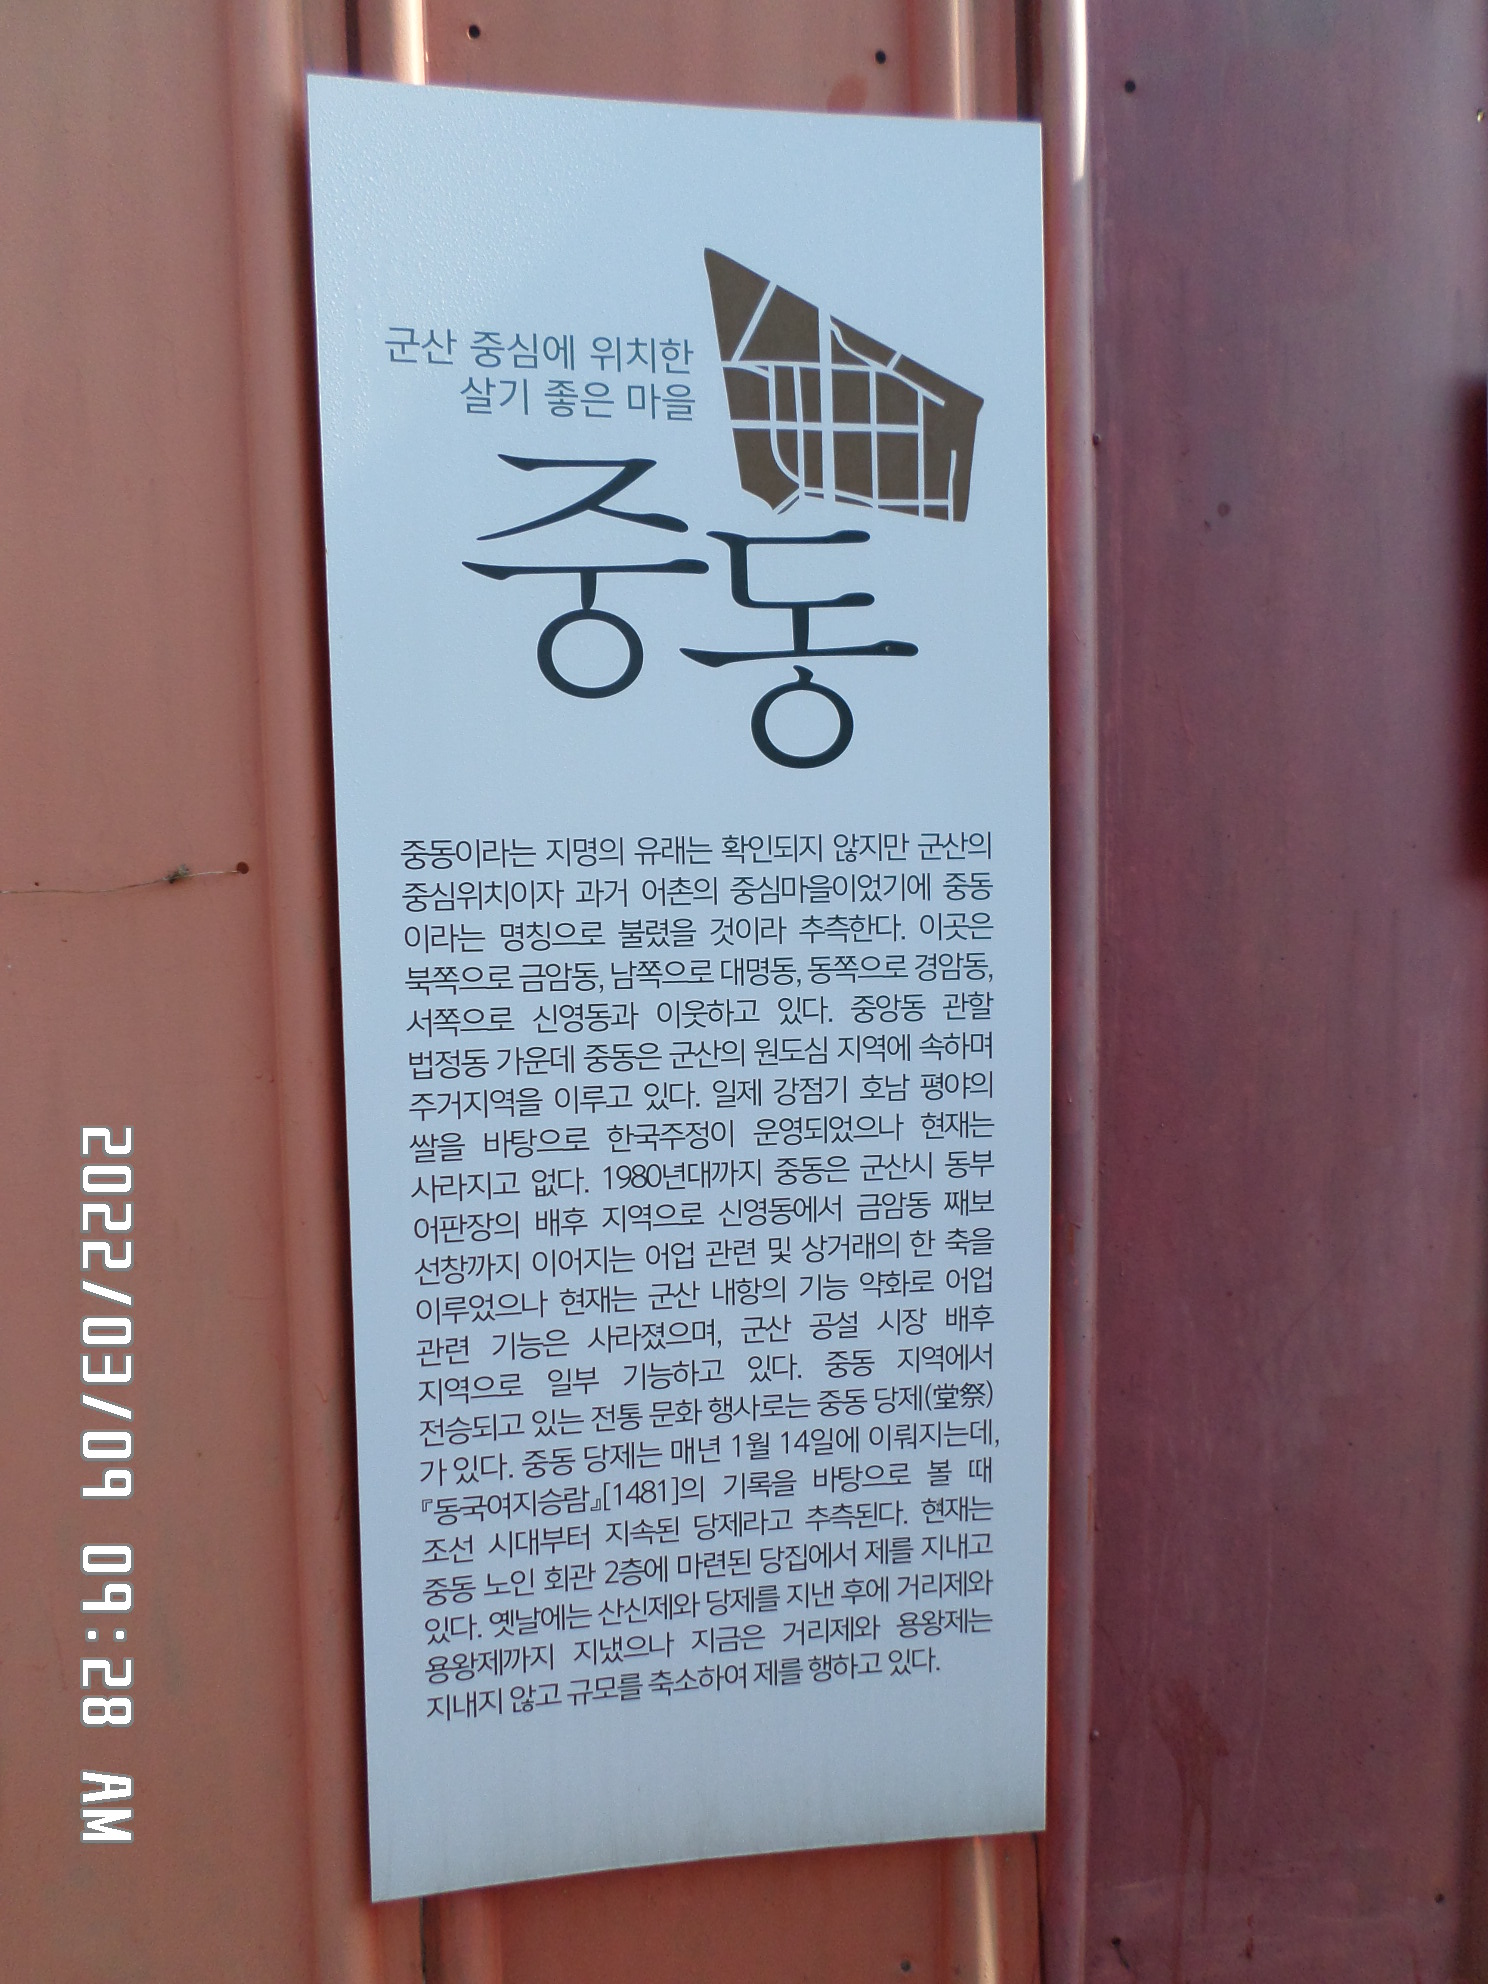 군산 중심에 위치한
살기 좋은 마을
중동
중동이라는 지명의 유래는 확인되지 않지만 군산의
중심위치이자 과거 어촌의 중심마을이었기에 중동
이라는 명칭으로 불렸을 것이라 추측한다. 이곳은
북쪽으로 금암동, 남쪽으로 대명동, 동쪽으로 경암동,
서쪽으로 신영동과 이웃하고 있다. 중앙동 관할
법정동 가운데 중동은 군산의 원도심 지역에 속하며
주거지역을 이루고 있다. 일제 강점기 호남 평야의
쌀을 바탕으로 한국주정이 운영되었으나 현재는
사라지고 없다. 1980년대까지 중동은 군산시 동부
어판장의 배후 지역으로 신영동에서 금암동 째보
선창까지 이어지는 어업 관련 및 상거래의 한 축을
이루었으나 현재는 군산 내항의 기능 약화로 어업
관련 기능은 사라졌으며, 군산 공설 시장 배후
지역으로 일부 기능하고 있다. 중동 지역에서
전승되고 있는 전통 문화 행사로는 중동 당제(堂祭)
가 있다. 중동 당제는 매년 1월 14일에 이뤄지는데,
『동국여지승람』[1481]의 기록을 바탕으로 볼 때
조선 시대부터 지속된 당제라고 추측된다. 현재는
중동 노인 회관 2층에 마련된 당집에서 제를 지내고
있다. 옛날에는 산신제와 당제를 지낸 후에 거리제와
용왕제까지 지냈으나 지금은 거리제와 용왕제는
지내지 않고 규모를 축소하여 제를 행하고 있다.
2022/03/09 09:28 AM